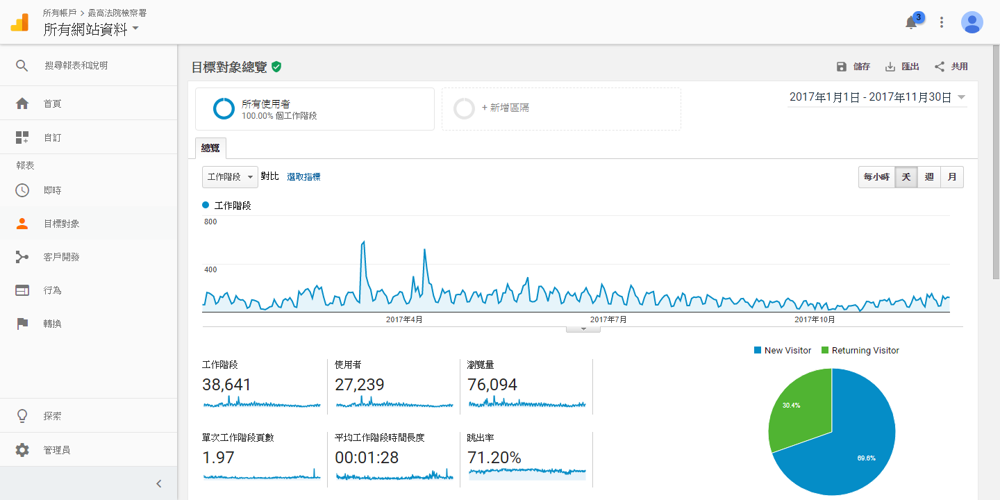 所有帳戶 > 最高法院檢察署
所有網站資料
3
搜尋報表和說明
首頁
自訂
報表
即時
目標對象
客戶開發
行為
轉換
探索
管理員
目標對象總覽
儲存
匯出
共用
所有使用者
100.00% 個工作階段
+ 新增區隔
2017年1月1日 - 2017年11月30日
總覽
工作階段 對比 選取指標
每小時 天 週 月
工作階段
800
400
2017年4月 2017年7月 2017年10月
工作階段
38,641
使用者
27,239
瀏覽量
76,094
單次工作階段頁數
1.97
平均工作階段時間長度
00:01:28
跳出率
71.20%
New Visitor Returning Visitor
30.4%
69.6%